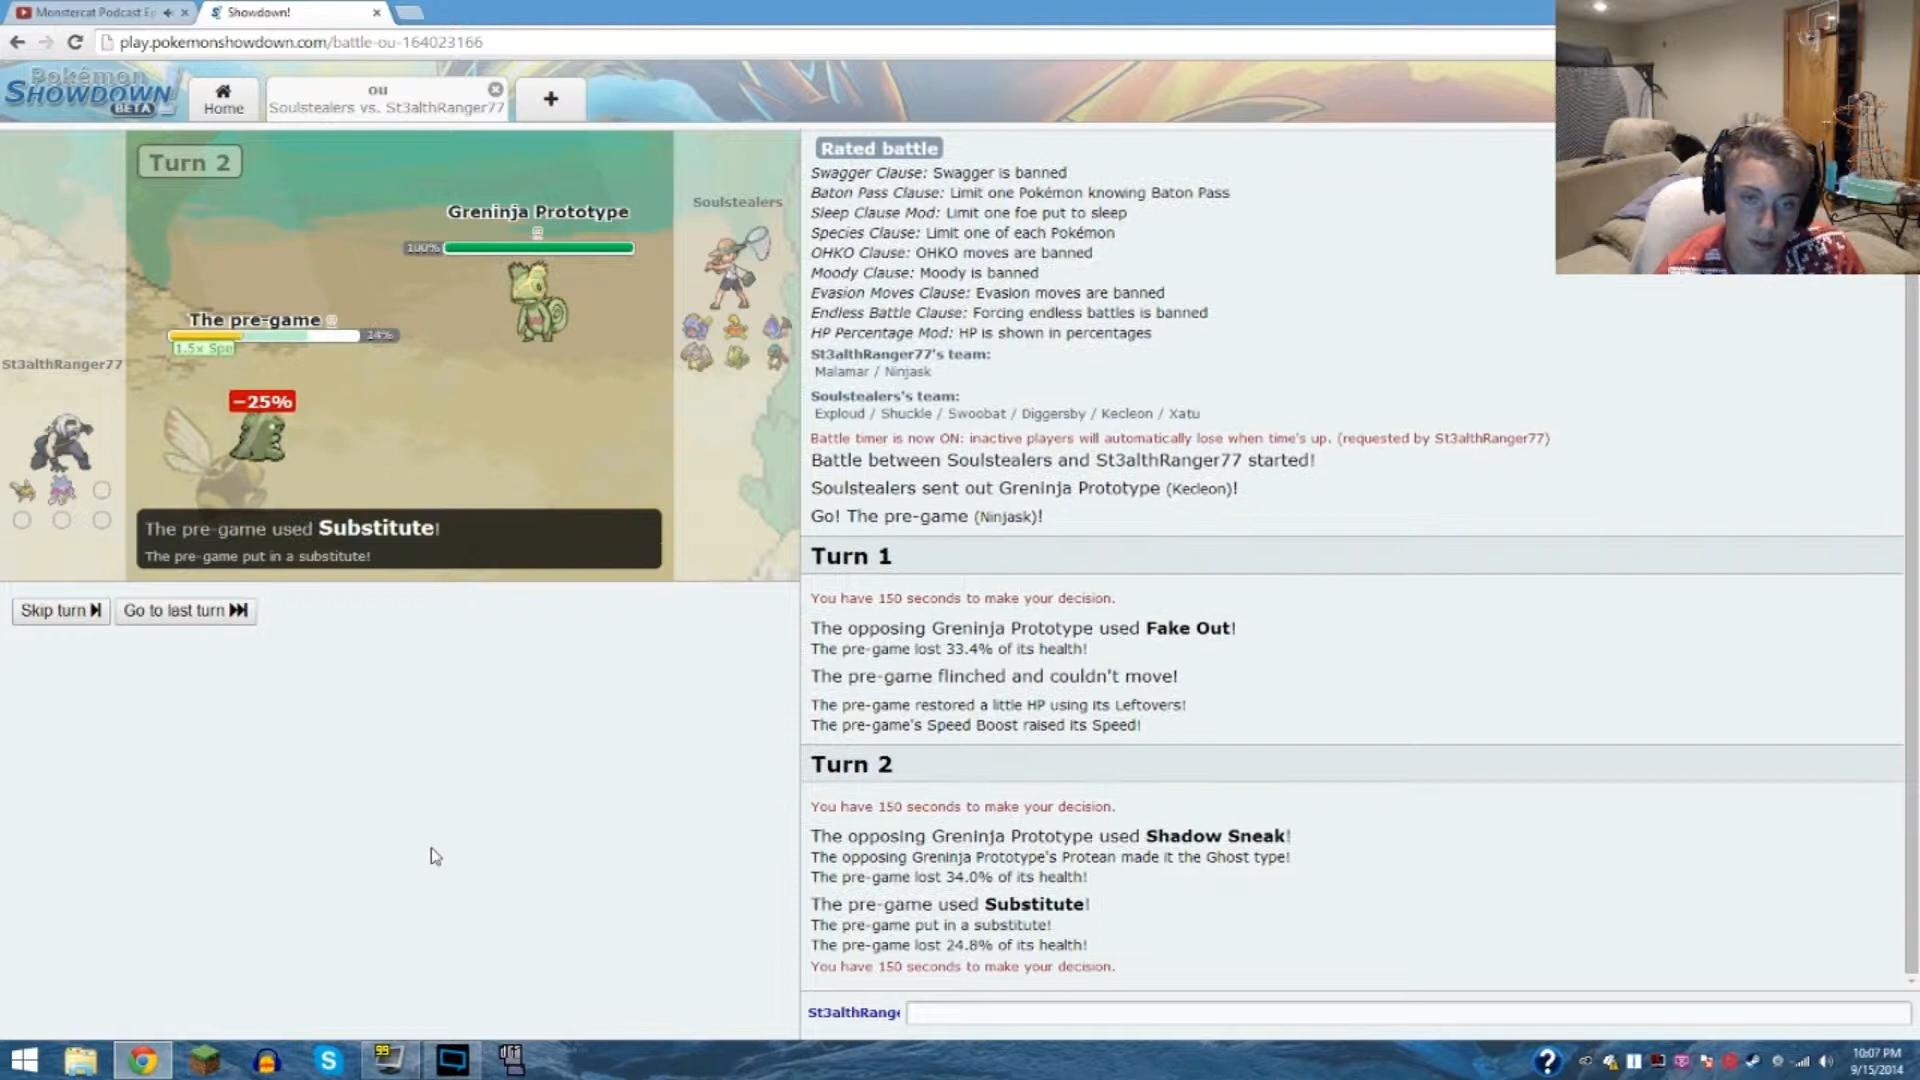 Monstercat Podcast Ep
Showdown!
play.pokemonshowdown.com/battle-ou-164023166
Pokémon
SHOWDOWN
BETA
Home
ou
Soulstealers vs. St3althRanger77
+
Turn 2
Greninja Prototype
100%
Soulstealers
The pre-game
14%
1.5× Spe
St3althRanger77
−25%
The pre-game used Substitute!
The pre-game put in a substitute!
Skip turn
Go to last turn
Rated battle
Swagger Clause: Swagger is banned
Baton Pass Clause: Limit one Pokémon knowing Baton Pass
Sleep Clause Mod: Limit one foe put to sleep
Species Clause: Limit one of each Pokémon
OHKO Clause: OHKO moves are banned
Moody Clause: Moody is banned
Evasion Moves Clause: Evasion moves are banned
Endless Battle Clause: Forcing endless battles is banned
HP Percentage Mod: HP is shown in percentages
St3althRanger77's team:
Malamar / Ninjask
Soulstealers's team:
Exploud / Shuckle / Swoobat / Diggersby / Kecleon / Xatu
Battle timer is now ON: inactive players will automatically lose when time's up. (requested by St3althRanger77)
Battle between Soulstealers and St3althRanger77 started!
Soulstealers sent out Greninja Prototype (Kecleon)!
Go! The pre-game (Ninjask)!
Turn 1
You have 150 seconds to make your decision.
The opposing Greninja Prototype used Fake Out!
The pre-game lost 33.4% of its health!
The pre-game flinched and couldn't move!
The pre-game restored a little HP using its Leftovers!
The pre-game's Speed Boost raised its Speed!
Turn 2
You have 150 seconds to make your decision.
The opposing Greninja Prototype used Shadow Sneak!
The opposing Greninja Prototype's Protean made it the Ghost type!
The pre-game lost 34.0% of its health!
The pre-game used Substitute!
The pre-game put in a substitute!
The pre-game lost 24.8% of its health!
You have 150 seconds to make your decision.
St3althRange
99
10:07 PM
9/15/2014